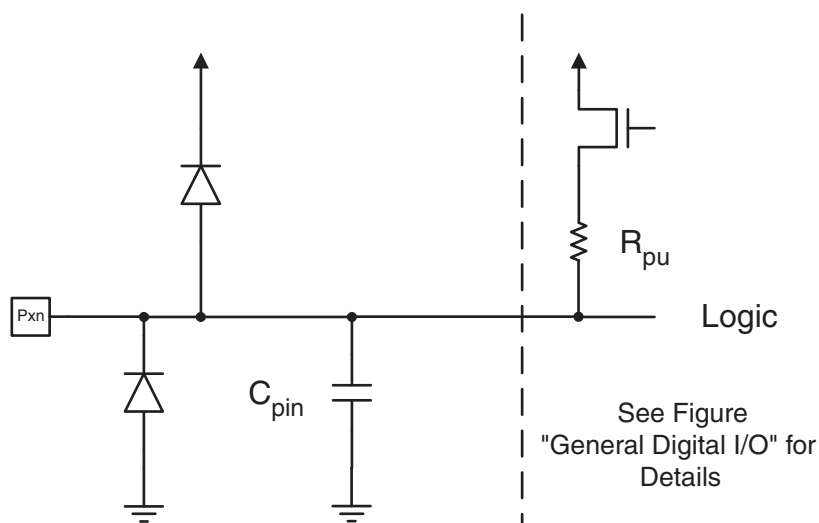 R_pu
Pxn
Logic
C_pin
See Figure
"General Digital I/O" for
Details